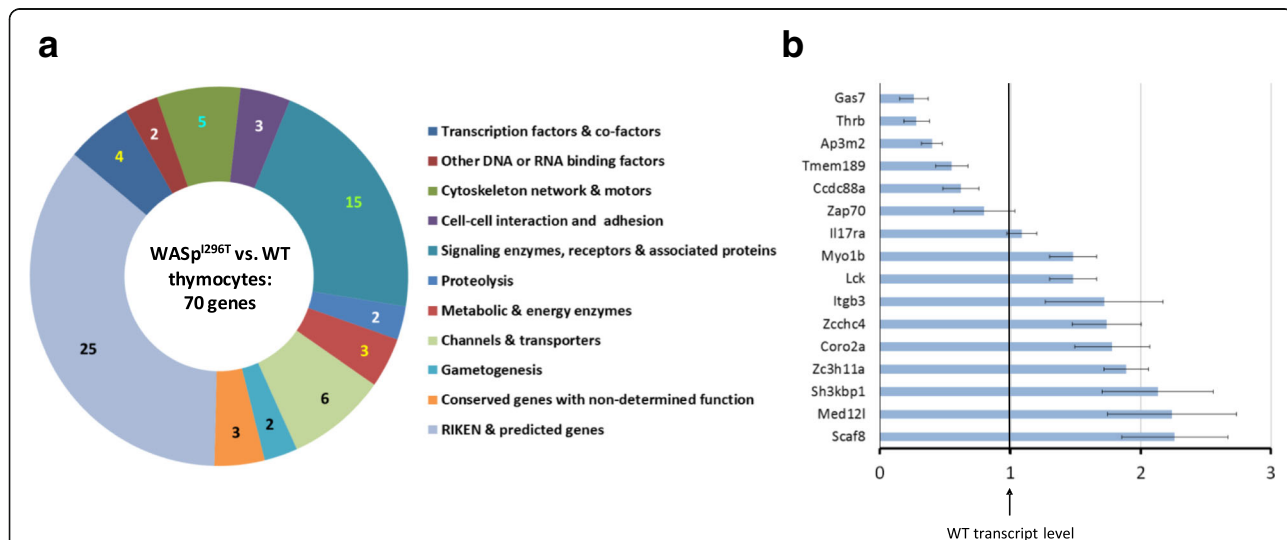 a
4
2
5
3
15
2
3
6
2
3
25
WASp^I296T vs. WT
thymocytes:
70 genes
Transcription factors & co-factors
Other DNA or RNA binding factors
Cytoskeleton network & motors
Cell-cell interaction and adhesion
Signaling enzymes, receptors & associated proteins
Proteolysis
Metabolic & energy enzymes
Channels & transporters
Gametogenesis
Conserved genes with non-determined function
RIKEN & predicted genes
b
Gas7
Thrb
Ap3m2
Tmem189
Ccdc88a
Zap70
Il17ra
Myo1b
Lck
Itgb3
Zcchc4
Coro2a
Zc3h11a
Sh3kbp1
Med12l
Scaf8
0 1 2 3
WT transcript level